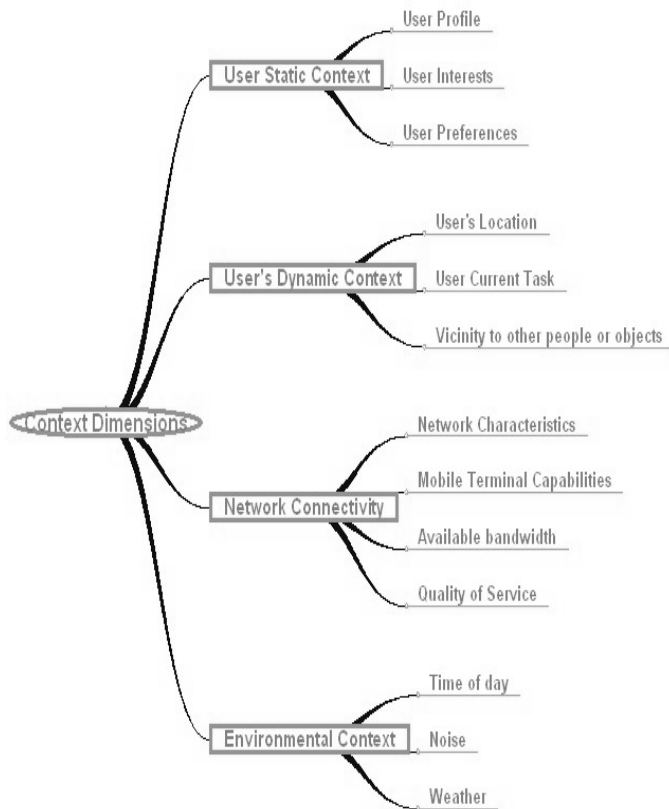 Context Dimensions
User Static Context
User Profile
User Interests
User Preferences
User's Dynamic Context
User's Location
User Current Task
Vicinity to other people or objects
Network Connectivity
Network Characteristics
Mobile Terminal Capabilities
Available bandwidth
Quality of Service
Environmental Context
Time of day
Noise
Weather